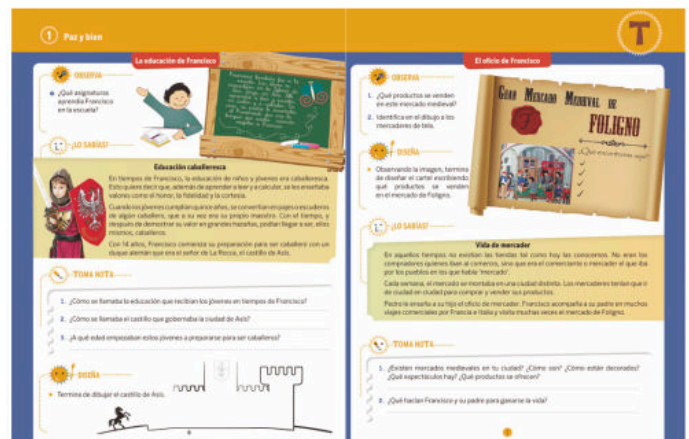 1 Paz y bien
La educación de Francisco
OBSERVA
¿Qué asignaturas
aprendía Francisco
en la escuela?
¿LO SABÍAS?
Educación caballeresca
En tiempos de Francisco, la educación de niños y jóvenes era caballeresca.
Esto quiere decir que, además de aprender a leer y a calcular, se les enseñaba
valores como el honor, la fidelidad y la cortesía.
Cuando los jóvenes cumplían quince años, se convertían en pajes o escuderos
de algún caballero, que a su vez era su propio maestro. Con el tiempo, y
después de demostrar su valor en grandes hazañas, podían llegar a ser, ellos
mismos, caballeros.
Con 14 años, Francisco comienza su preparación para ser caballero con un
duque alemán que era el señor de La Rocca, el castillo de Asís.
TOMA NOTA
1. ¿Cómo se llamaba la educación que recibían los jóvenes en tiempos de Francisco?
2. ¿Cómo se llamaba el castillo que gobernaba la ciudad de Asís?
3. ¿A qué edad empezaban estos jóvenes a prepararse para ser caballeros?
DISEÑA
Termina de dibujar el castillo de Asís.
6
T
El oficio de Francisco
OBSERVA
1. ¿Qué productos se venden
en este mercado medieval?
2. Identifica en el dibujo a los
mercaderes de tela.
DISEÑA
Observando la imagen, termina
de diseñar el cartel escribiendo
qué productos se venden
en el mercado de Foligno.
GRAN MERCADO MEDIEVAL DE
FOLIGNO
¿Qué encontramos aquí?
¿LO SABÍAS?
Vida de mercader
En aquellos tiempos no existían las tiendas tal como hoy las conocemos. No eran los
compradores quienes iban al comercio, sino que era el comerciante o mercader el que iba
por los pueblos en los que había 'mercado'.
Cada semana, el mercado se montaba en una ciudad distinta. Los mercaderes tenían que ir
de ciudad en ciudad para comprar y vender sus productos.
Pedro le enseña a su hijo el oficio de mercader. Francisco acompaña a su padre en muchos
viajes comerciales por Francia e Italia y visita muchas veces el mercado de Foligno.
TOMA NOTA
1. ¿Existen mercados medievales en tu ciudad? ¿Cómo son? ¿Cómo están decorados?
¿Qué espectáculos hay? ¿Qué productos se ofrecen?
2. ¿Qué hacían Francisco y su padre para ganarse la vida?
7